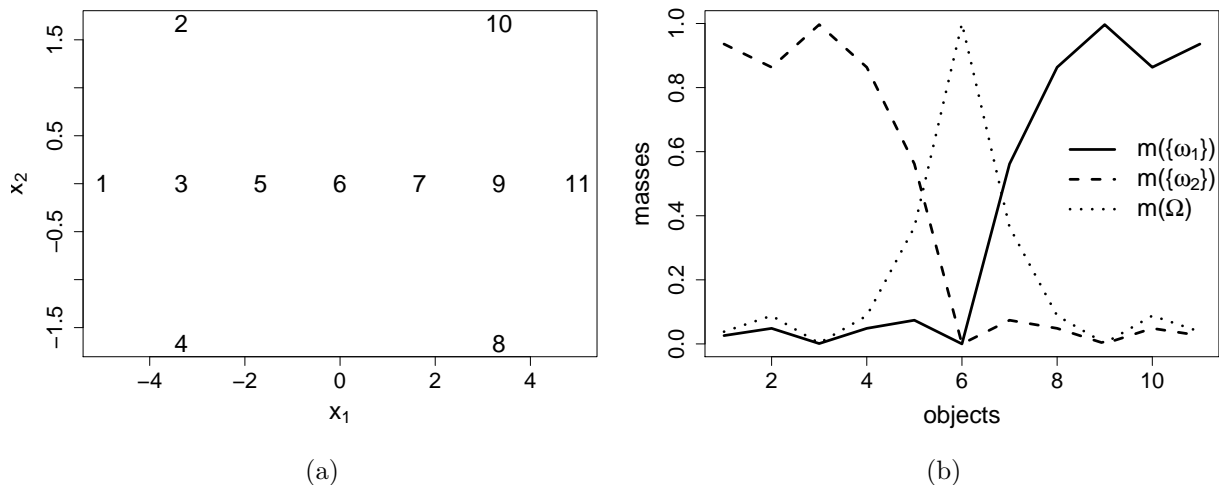 2 10
1 3 5 6 7 9 11
4 8
−1.5 −0.5 0.5 1.5
x2
−4 −2 0 2 4
x1
(a)
0.0 0.2 0.4 0.6 0.8 1.0
masses
m({ω1})
m({ω2})
m(Ω)
2 4 6 8 10
objects
(b)